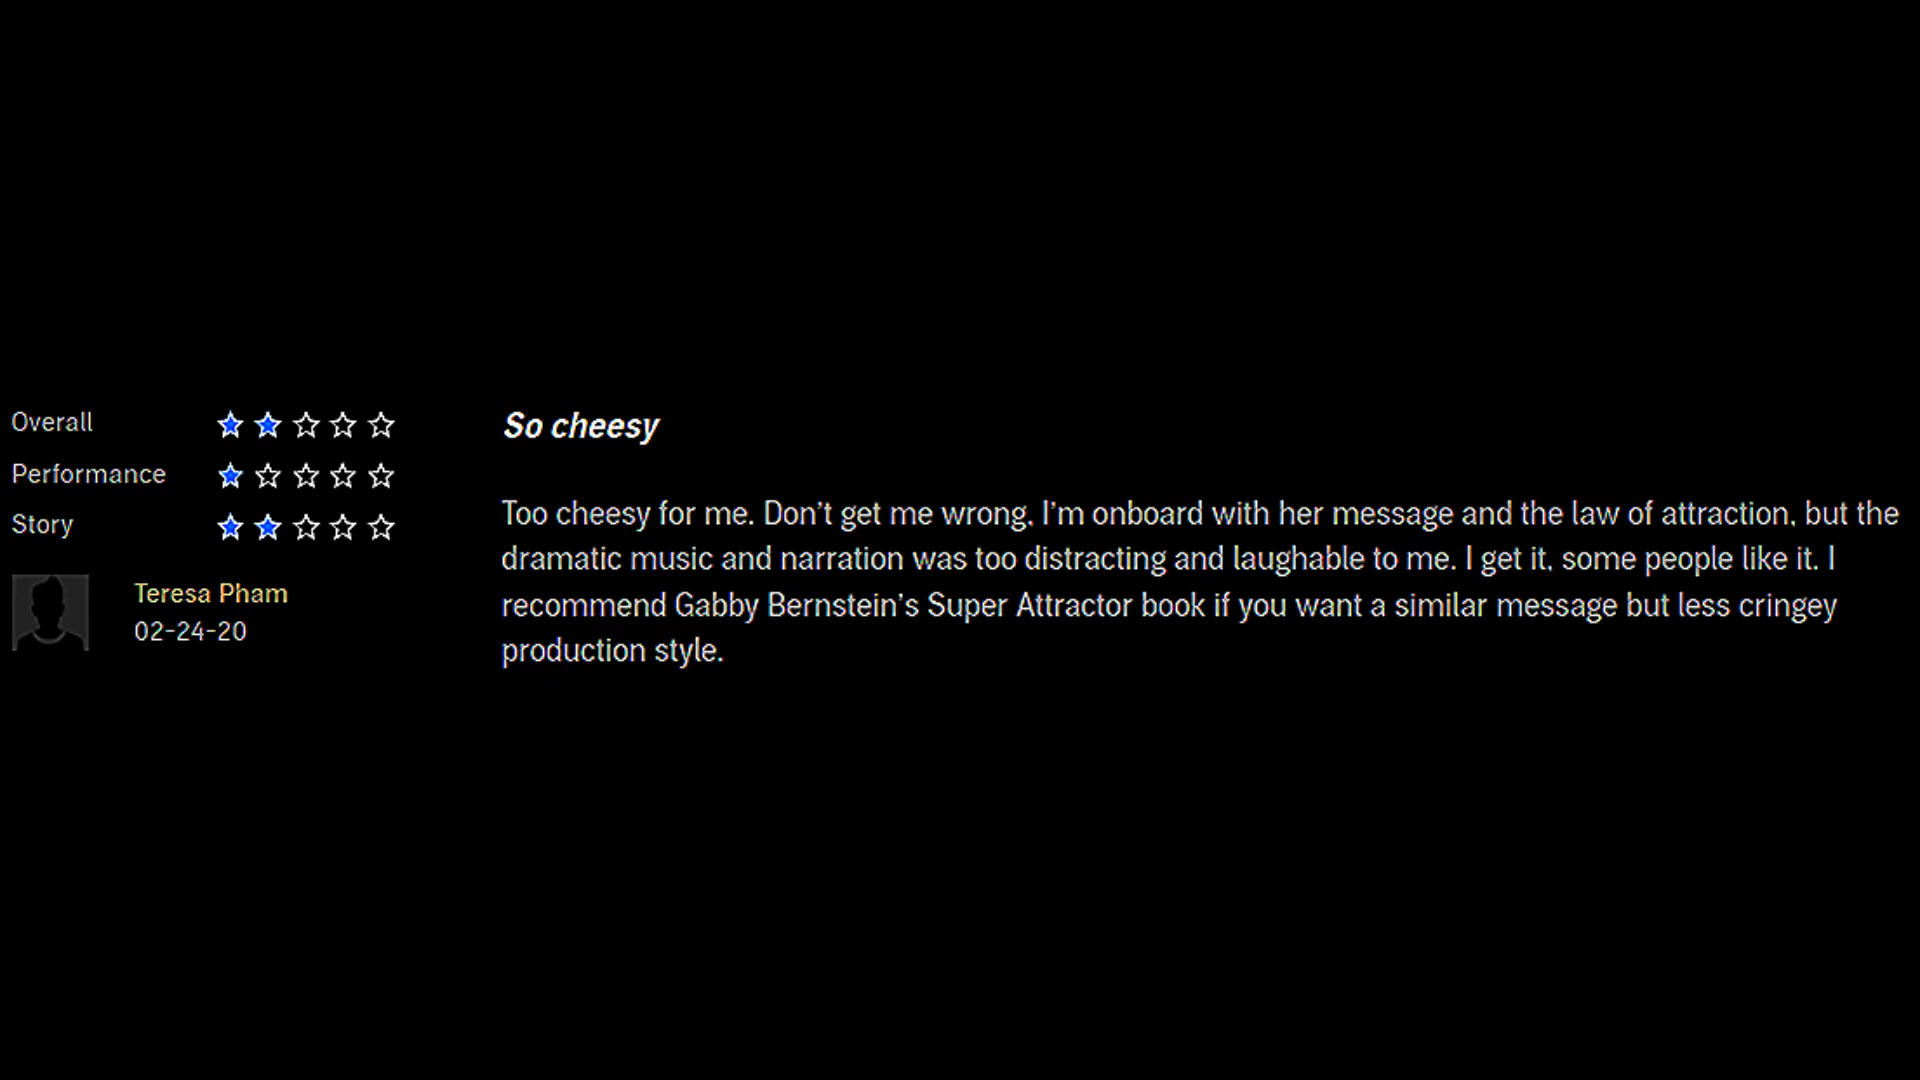 Overall
Performance
Story
Teresa Pham
02-24-20
So cheesy
Too cheesy for me. Don't get me wrong, I'm onboard with her message and the law of attraction, but the
dramatic music and narration was too distracting and laughable to me. I get it, some people like it. I
recommend Gabby Bernstein's Super Attractor book if you want a similar message but less cringey
production style.